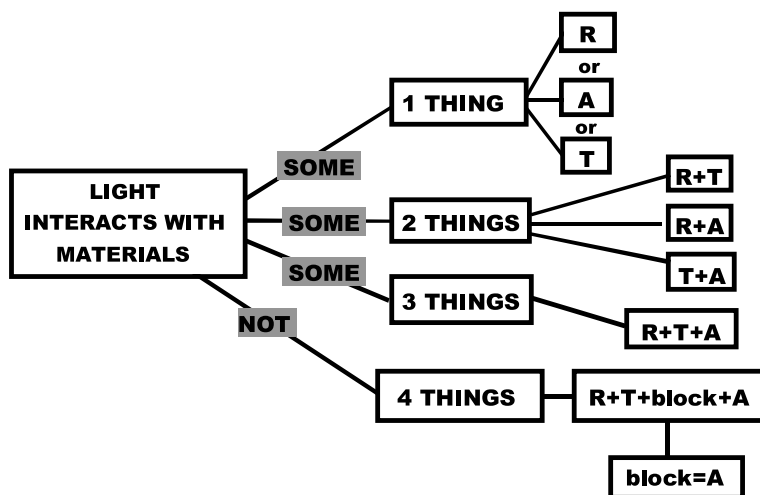 R
or
1 THING
A
or
T
SOME
LIGHT
INTERACTS WITH
MATERIALS
SOME
2 THINGS
R+T
R+A
T+A
SOME
3 THINGS
R+T+A
NOT
4 THINGS
R+T+block+A
block=A